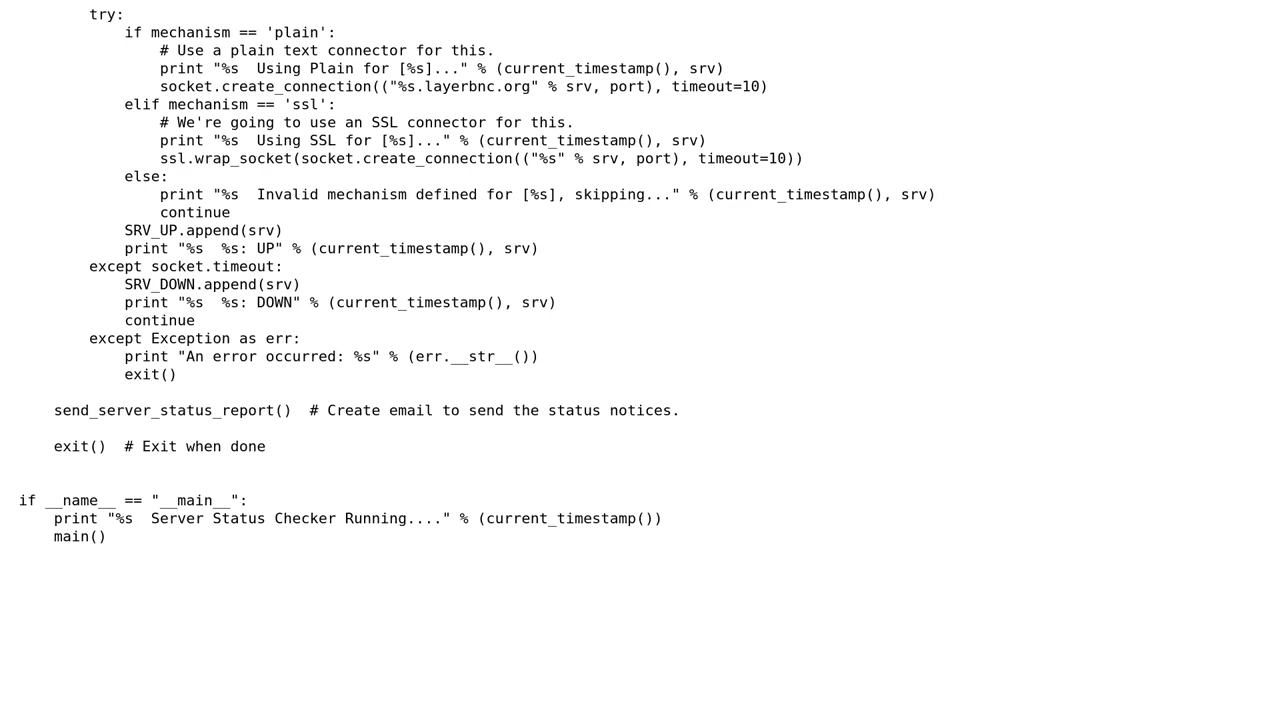 try:
            if mechanism == 'plain':
                # Use a plain text connector for this.
                print "%s  Using Plain for [%s]..." % (current_timestamp(), srv)
                socket.create_connection(("%s.layerbnc.org" % srv, port), timeout=10)
            elif mechanism == 'ssl':
                # We're going to use an SSL connector for this.
                print "%s  Using SSL for [%s]..." % (current_timestamp(), srv)
                ssl.wrap_socket(socket.create_connection(("%s" % srv, port), timeout=10))
            else:
                print "%s  Invalid mechanism defined for [%s], skipping..." % (current_timestamp(), srv)
                continue
            SRV_UP.append(srv)
            print "%s  %s: UP" % (current_timestamp(), srv)
        except socket.timeout:
            SRV_DOWN.append(srv)
            print "%s  %s: DOWN" % (current_timestamp(), srv)
            continue
        except Exception as err:
            print "An error occurred: %s" % (err.__str__())
            exit()

    send_server_status_report()  # Create email to send the status notices.

    exit()  # Exit when done


if __name__ == "__main__":
    print "%s  Server Status Checker Running...." % (current_timestamp())
    main()